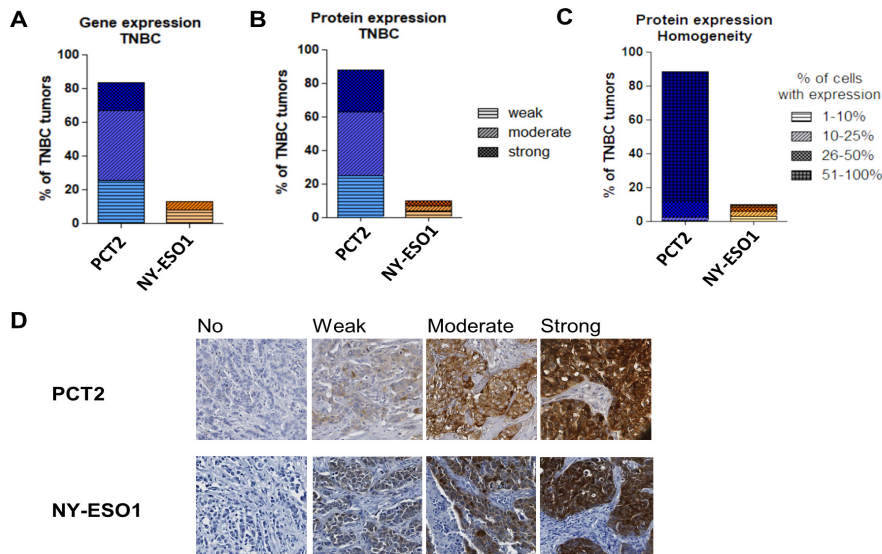 A
Gene expression
TNBC
% of TNBC tumors
100
80
60
40
20
0
PCT2
NY-ESO1
B
Protein expression
TNBC
% of TNBC tumors
100
80
60
40
20
0
PCT2
NY-ESO1
weak
moderate
strong
C
Protein expression
Homogeneity
% of TNBC tumors
100
80
60
40
20
0
PCT2
NY-ESO1
% of cells
with expression
1-10%
10-25%
26-50%
51-100%
D
No Weak Moderate Strong
PCT2
NY-ESO1